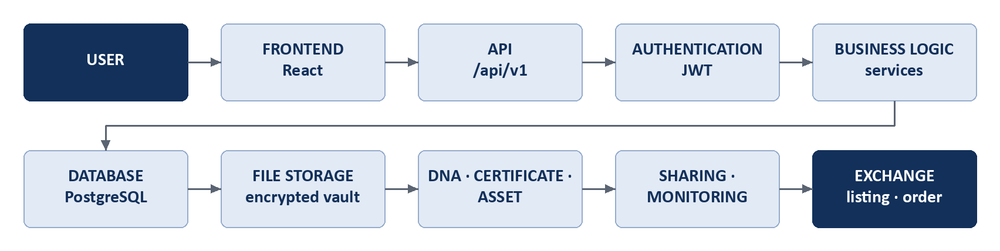 USER
FRONTEND
React
API
/api/v1
AUTHENTICATION
JWT
BUSINESS LOGIC
services
DATABASE
PostgreSQL
FILE STORAGE
encrypted vault
DNA · CERTIFICATE ·
ASSET
SHARING ·
MONITORING
EXCHANGE
listing · order